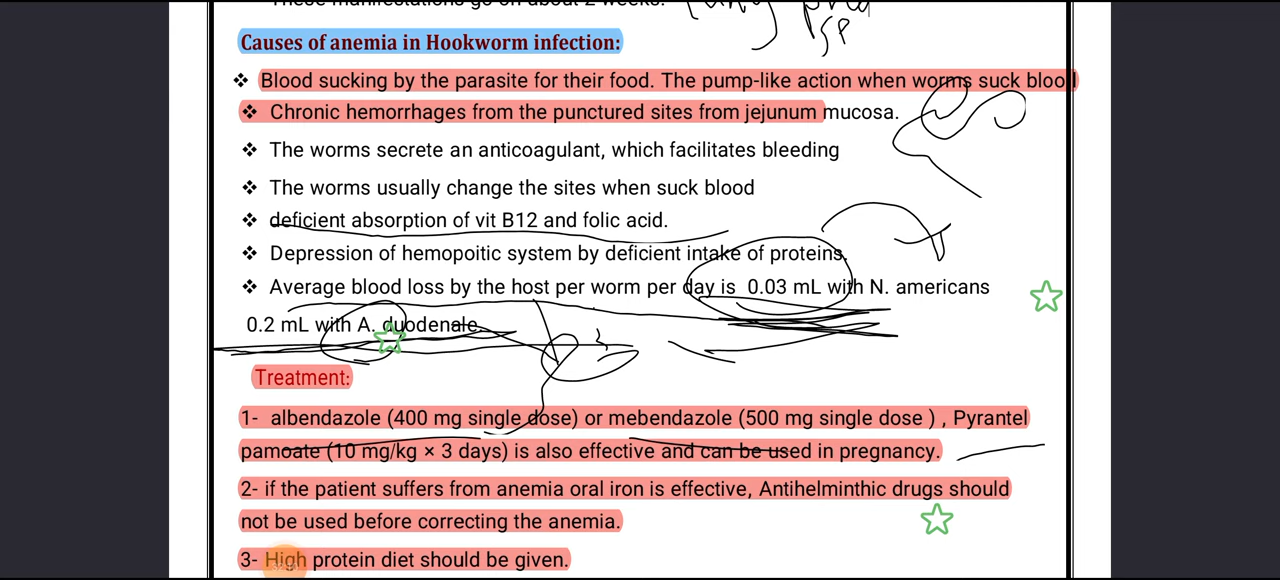 These manifestations go on about 2 weeks.
Causes of anemia in Hookworm infection:
❖ Blood sucking by the parasite for their food. The pump-like action when worms suck blood
❖ Chronic hemorrhages from the punctured sites from jejunum mucosa.
❖ The worms secrete an anticoagulant, which facilitates bleeding
❖ The worms usually change the sites when suck blood
❖ deficient absorption of vit B12 and folic acid.
❖ Depression of hemopoitic system by deficient intake of proteins.
❖ Average blood loss by the host per worm per day is 0.03 mL with N. americans
0.2 mL with A. duodenale.
Treatment:
1- albendazole (400 mg single dose) or mebendazole (500 mg single dose ) , Pyrantel
pamoate (10 mg/kg × 3 days) is also effective and can be used in pregnancy.
2- if the patient suffers from anemia oral iron is effective, Antihelminthic drugs should
not be used before correcting the anemia.
3- High protein diet should be given.